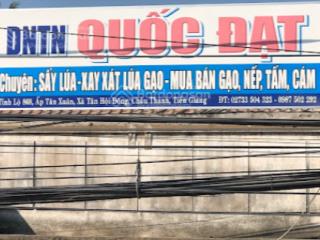 DNTN QUỐC ĐẠT
Chuyên: SẤY LÚA-XAY XÁT LÚA GẠO - MUA BÁN GẠO, NẾP, TẤM, CÁM
Tỉnh Lộ 868, Ấp Tân Xuân, Xã Tân Hội Đông, Châu Thành, Tiền Giang ĐT: 02733 504 323 - 0987 502 292